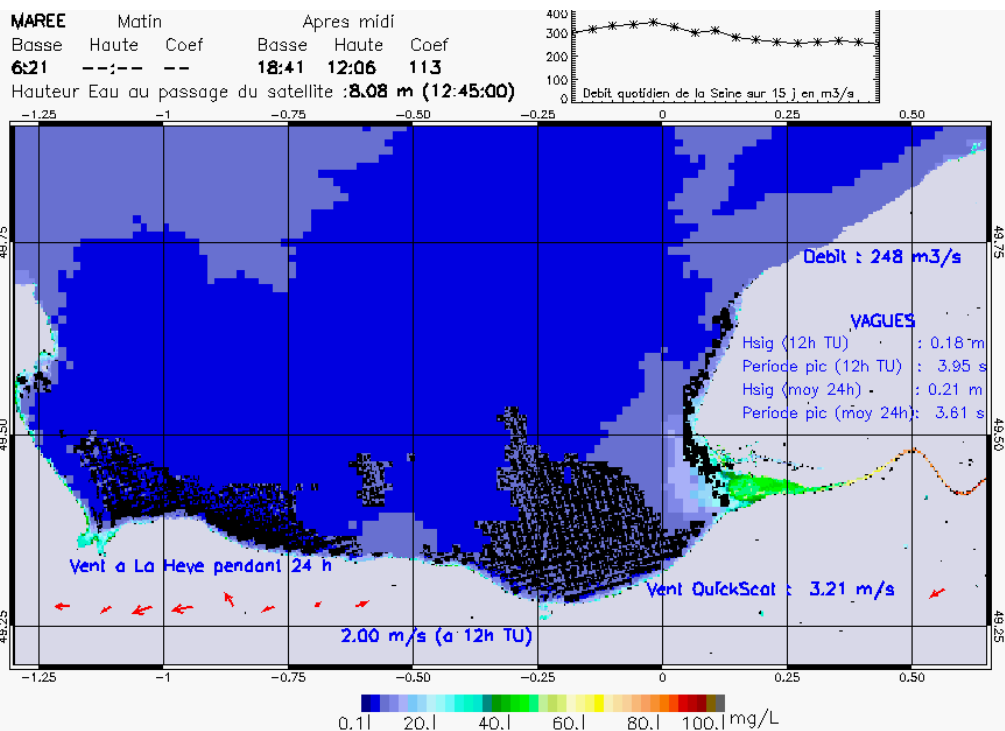 MAREE Matin Apres midi
Basse Haute Coef Basse Haute Coef
6:21 --:-- -- 18:41 12:06 113
Hauteur Eau au passage du satellite :8.08 m (12:45:00)
400
300
200
100
0
Debit quotidien de la Seine sur 15 j en m3/s
-1.25 -1 -0.75 -0.50 -0.25 0 0.25 0.50
49.75 49.75
Debit : 248 m3/s
VAGUES
Hsig (12h TU) : 0.18 m
Periode pic (12h TU) : 3.95 s
Hsig (moy 24h) : 0.21 m
Periode pic (moy 24h): 3.61 s
49.50 49.50
Vent a La Heve pendant 24 h
Vent QuickScat : 3.21 m/s
2.00 m/s (a 12h TU)
49.25 49.25
-1.25 -1 -0.75 -0.50 -0.25 0 0.25 0.50
0.1 20.1 40.1 60.1 80.1 100.1 mg/L